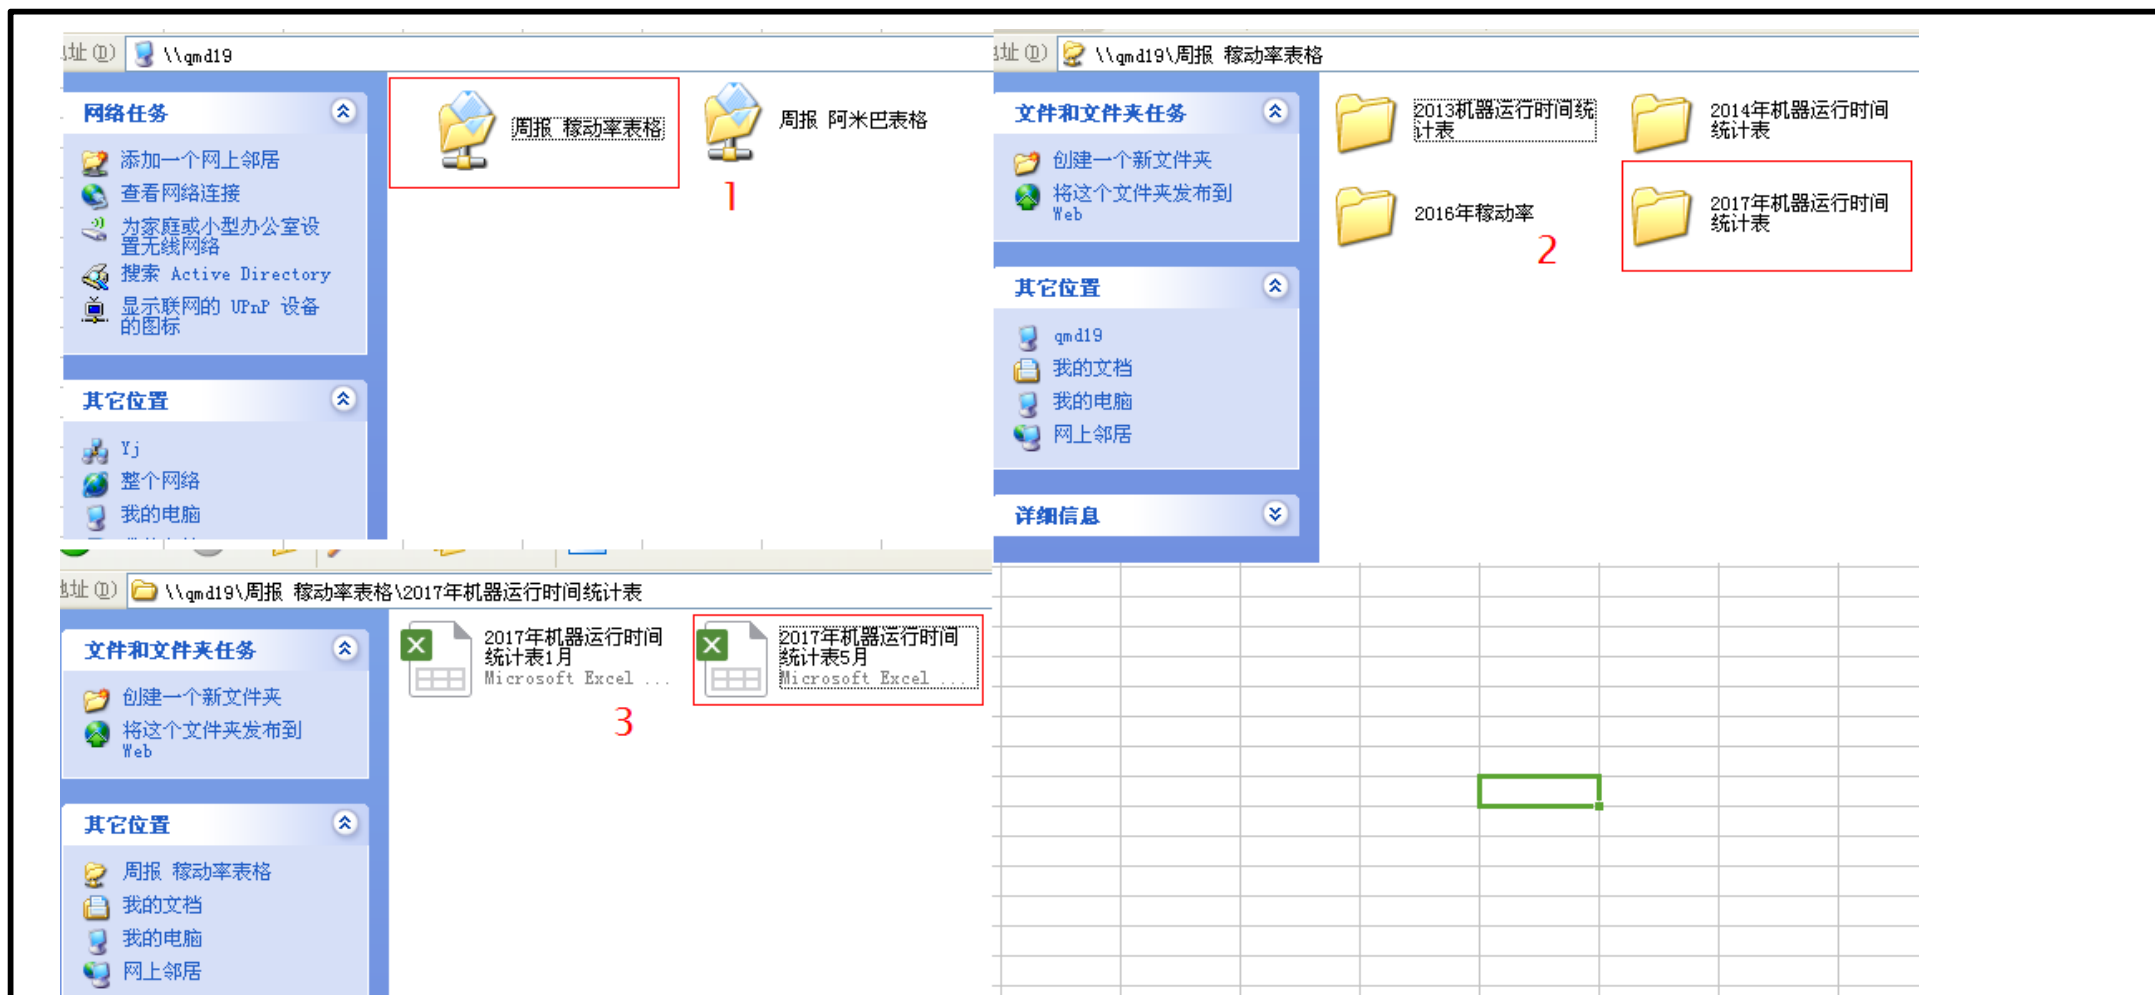 址(D) \\qmd19
网络任务
添加一个网上邻居
查看网络连接
为家庭或小型办公室设
置无线网络
搜索 Active Directory
显示联网的 UPnP 设备
的图标
其它位置
Yj
整个网络
我的电脑
周报 稼动率表格
周报 阿米巴表格
1
址(D) \\qmd19\周报 稼动率表格
文件和文件夹任务
创建一个新文件夹
将这个文件夹发布到
Web
其它位置
qmd19
我的文档
我的电脑
网上邻居
详细信息
2013机器运行时间统
计表
2014年机器运行时间
统计表
2016年稼动率
2017年机器运行时间
统计表
2
址(D) \\qmd19\周报 稼动率表格\2017年机器运行时间统计表
文件和文件夹任务
创建一个新文件夹
将这个文件夹发布到
Web
其它位置
周报 稼动率表格
我的文档
我的电脑
网上邻居
2017年机器运行时间
统计表1月
Microsoft Excel ...
2017年机器运行时间
统计表5月
Microsoft Excel ...
3